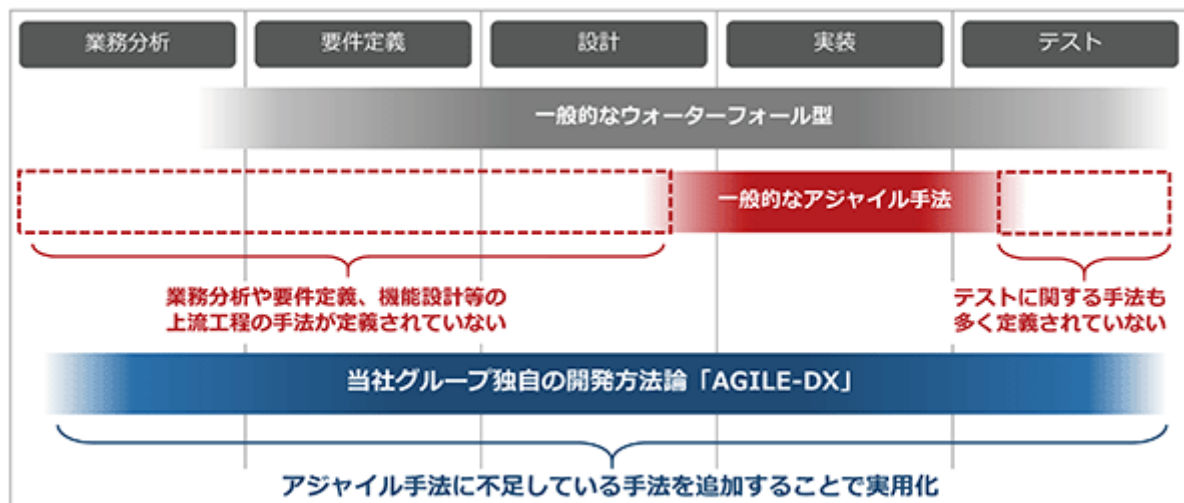 業務分析
要件定義
設計
実装
テスト
一般的なウォーターフォール型
一般的なアジャイル手法
業務分析や要件定義、機能設計等の
上流工程の手法が定義されていない
テストに関する手法も
多く定義されていない
当社グループ独自の開発方法論「AGILE-DX」
アジャイル手法に不足している手法を追加することで実用化